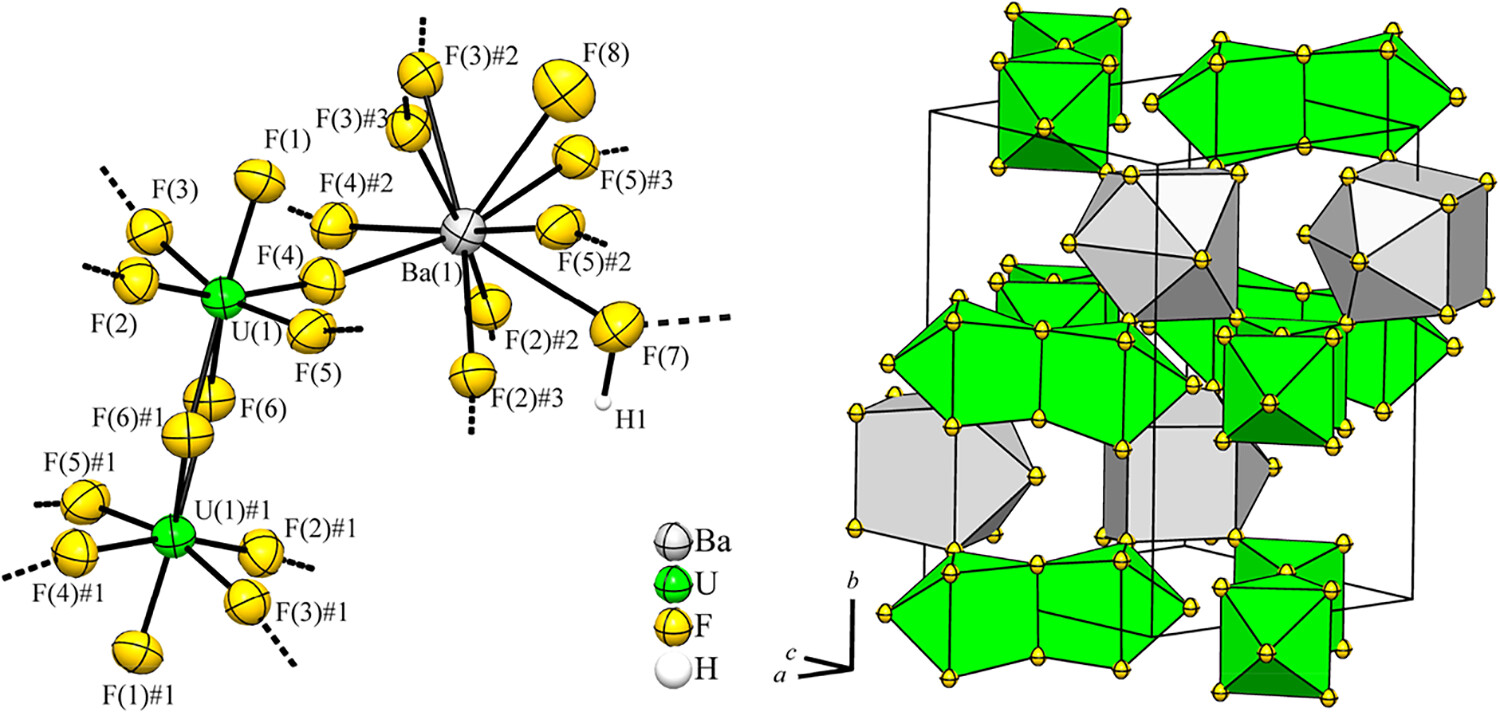 F(3)#2
F(8)
F(3)#3
F(1)
F(5)#3
F(3)
F(4)#2
F(4)
Ba(1)
F(5)#2
F(2)
U(1)
F(5)
F(2)#2
F(7)
F(6)
F(6)#1
F(2)#3
H1
F(5)#1
U(1)#1
F(2)#1
F(4)#1
F(3)#1
F(1)#1
Ba
U
F
H
b
c
a